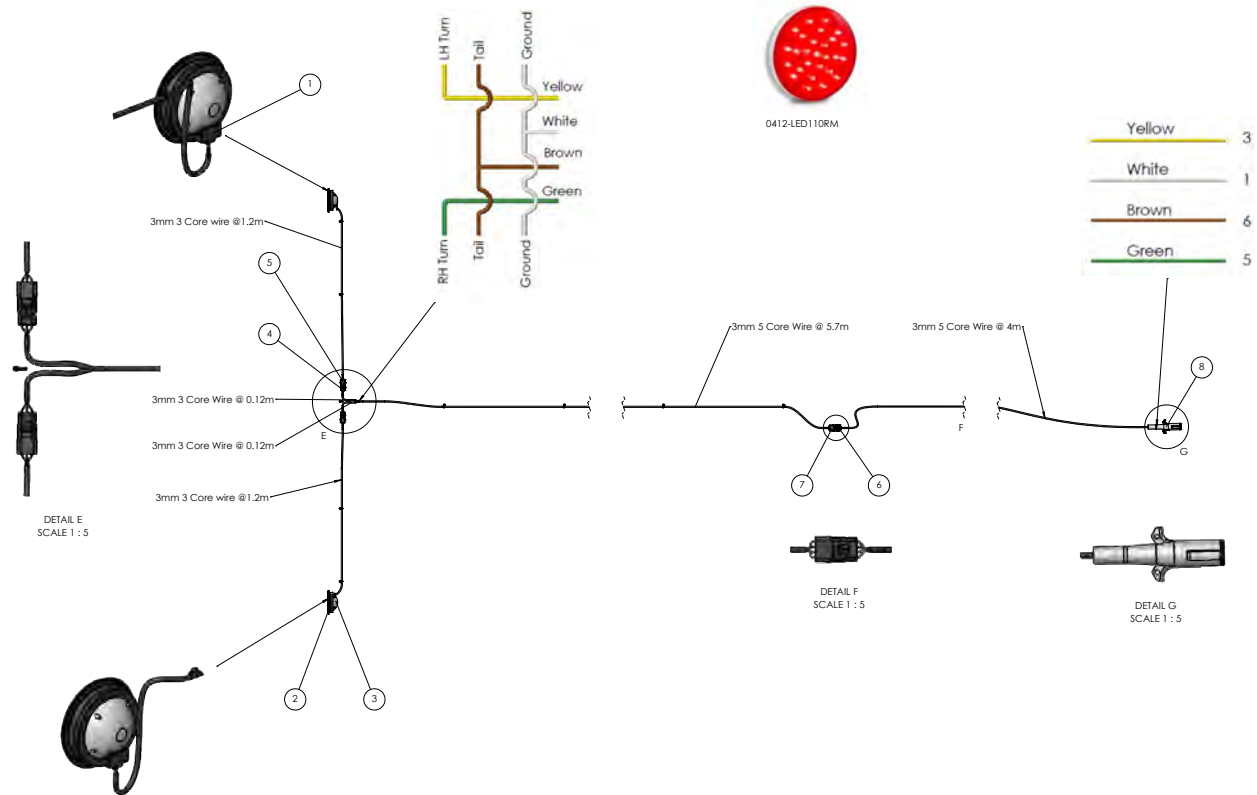 LH Turn
Tail
Ground
Yellow
White
Brown
Green
RH Turn
Tail
Ground
0412-LED110RM
Yellow 3
White 1
Brown 6
Green 5
1
3mm 3 Core wire @1.2m
5
4
3mm 3 Core Wire @ 0.12m
E
3mm 3 Core Wire @ 0.12m
3mm 3 Core Wire @1.2m
DETAIL E
SCALE 1 : 5
3mm 5 Core Wire @ 5.7m
3mm 5 Core Wire @ 4m
8
F
G
7
6
DETAIL F
SCALE 1 : 5
DETAIL G
SCALE 1 : 5
2
3